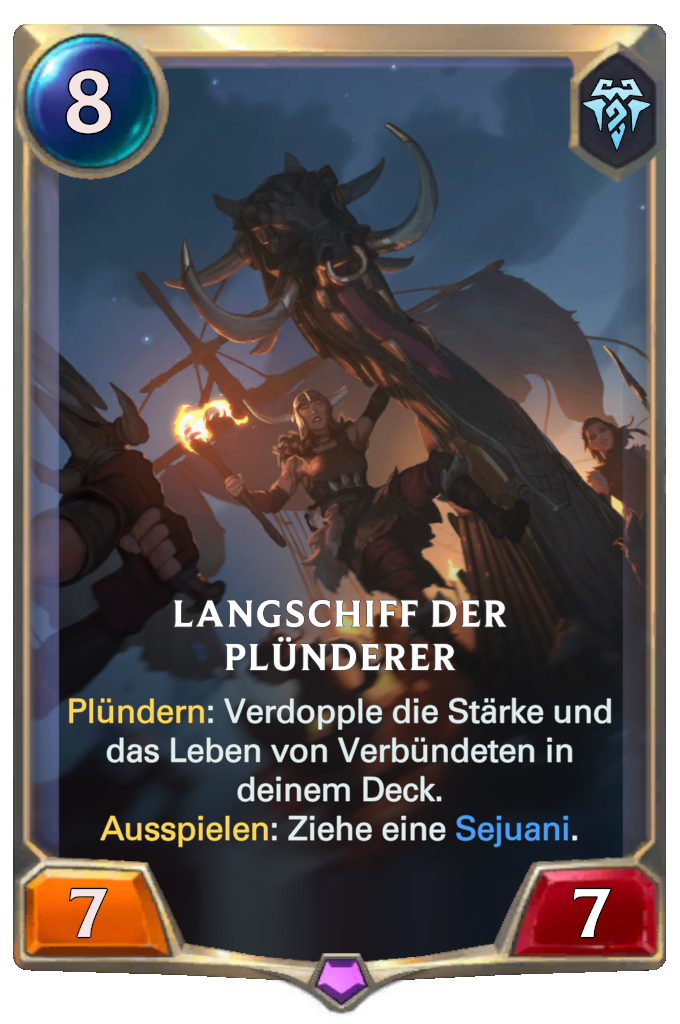 8
LANGSCHIFF DER
PLÜNDERER
Plündern: Verdopple die Stärke und
das Leben von Verbündeten in
deinem Deck.
Ausspielen: Ziehe eine Sejuani.
7
7